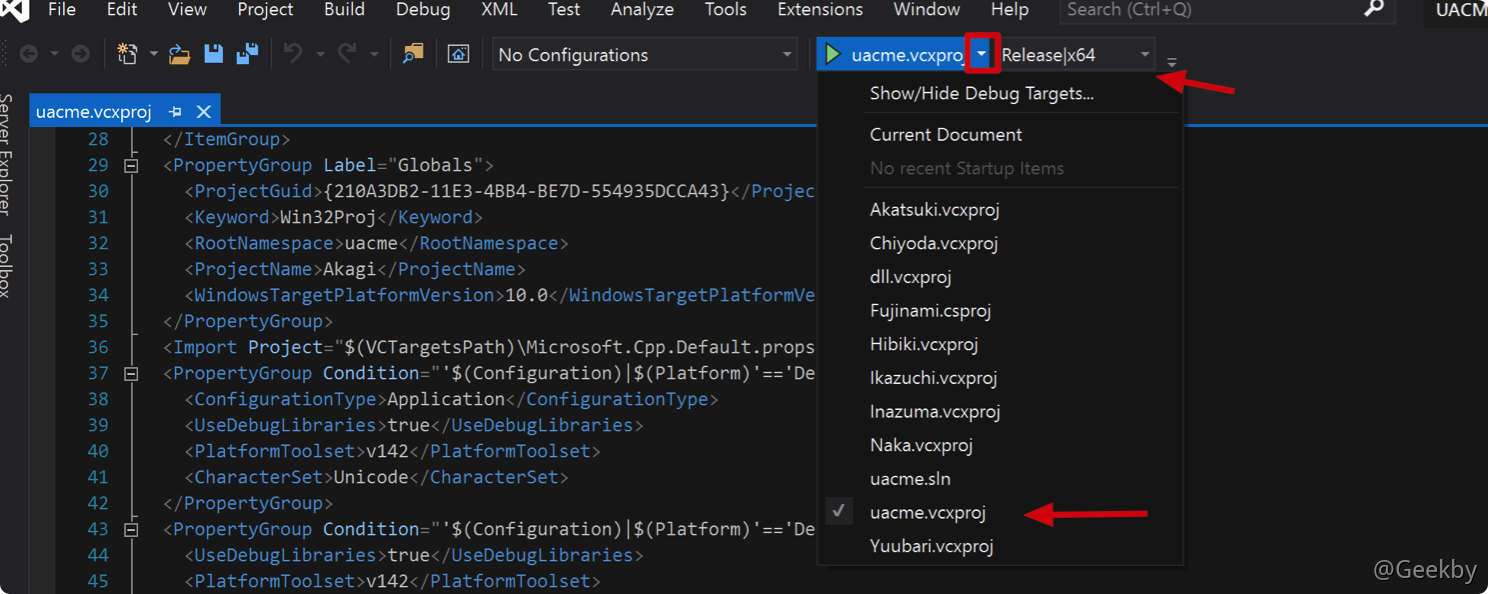 File Edit View Project Build Debug XML Test Analyze Tools Extensions Window Help Search (Ctrl+Q) UACM
No Configurations uacme.vcxproj Release|x64
Server Explorer
Toolbox
uacme.vcxproj
28 </ItemGroup>
29 <PropertyGroup Label="Globals">
30 <ProjectGuid>{210A3DB2-11E3-4BB4-BE7D-554935DCCA43}</Projec
31 <Keyword>Win32Proj</Keyword>
32 <RootNamespace>uacme</RootNamespace>
33 <ProjectName>Akagi</ProjectName>
34 <WindowsTargetPlatformVersion>10.0</WindowsTargetPlatformVe
35 </PropertyGroup>
36 <Import Project="$(VCTargetsPath)\Microsoft.Cpp.Default.props
37 <PropertyGroup Condition="'$(Configuration)|$(Platform)'=='De
38 <ConfigurationType>Application</ConfigurationType>
39 <UseDebugLibraries>true</UseDebugLibraries>
40 <PlatformToolset>v142</PlatformToolset>
41 <CharacterSet>Unicode</CharacterSet>
42 </PropertyGroup>
43 <PropertyGroup Condition="'$(Configuration)|$(Platform)'=='De
44 <UseDebugLibraries>true</UseDebugLibraries>
45 <PlatformToolset>v142</PlatformToolset>
Show/Hide Debug Targets...
Current Document
No recent Startup Items
Akatsuki.vcxproj
Chiyoda.vcxproj
dll.vcxproj
Fujinami.csproj
Hibiki.vcxproj
Ikazuchi.vcxproj
Inazuma.vcxproj
Naka.vcxproj
uacme.sln
uacme.vcxproj
Yuubari.vcxproj
@Geekby